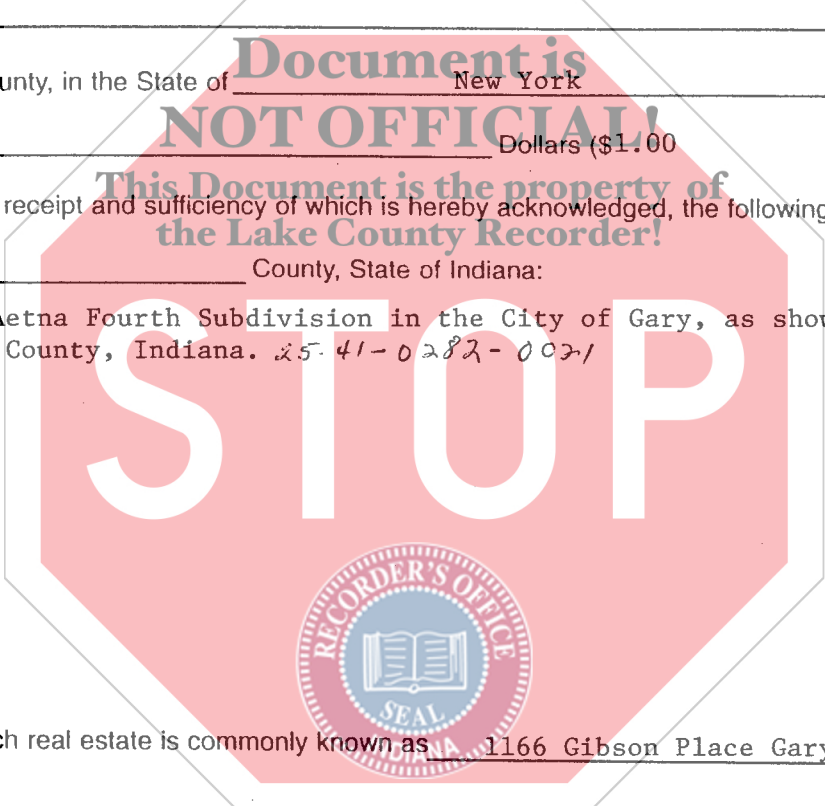 Document is
unty, in the State of New York
NOT OFFICIAL!
Dollars ($1.00
This Document is the property of
receipt and sufficiency of which is hereby acknowledged, the following
the Lake County Recorder!
County, State of Indiana:
Aetna Fourth Subdivision in the City of Gary, as show
County, Indiana. 25-41-0282-0021
STOP
RECORDER'S OFFICE
SEAL
INDIANA
ch real estate is commonly known as 1166 Gibson Place Gary